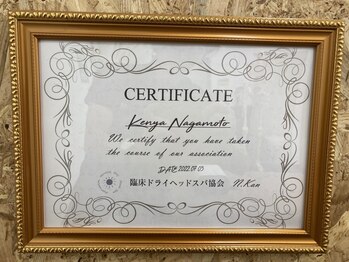 CERTIFICATE
Kenya Nagamoto
We certify that you have taken
the course of our association
DATE 2022.07.05
臨床ドライヘッドスパ協会 N.Kan